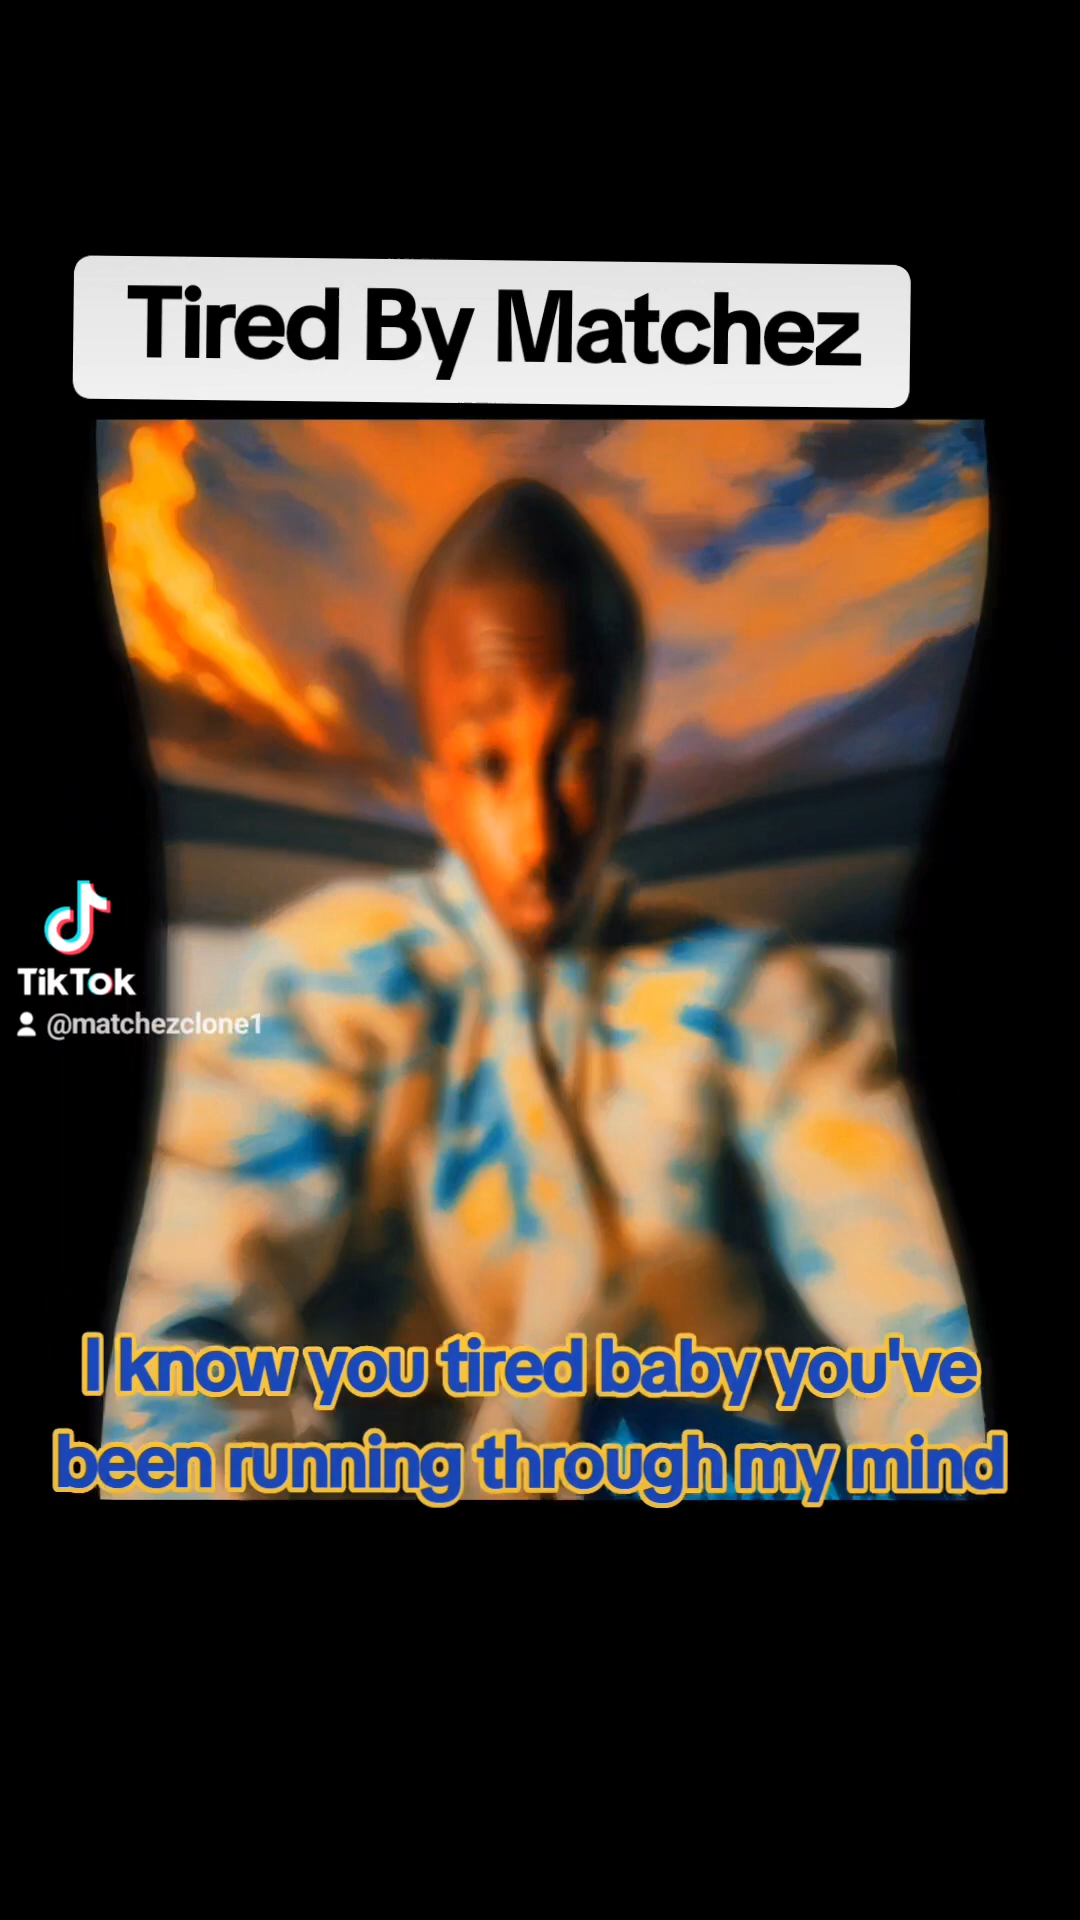 Tired By Matchez
TikTok
@matchezclone1
I know you tired baby you've
been running through my mind